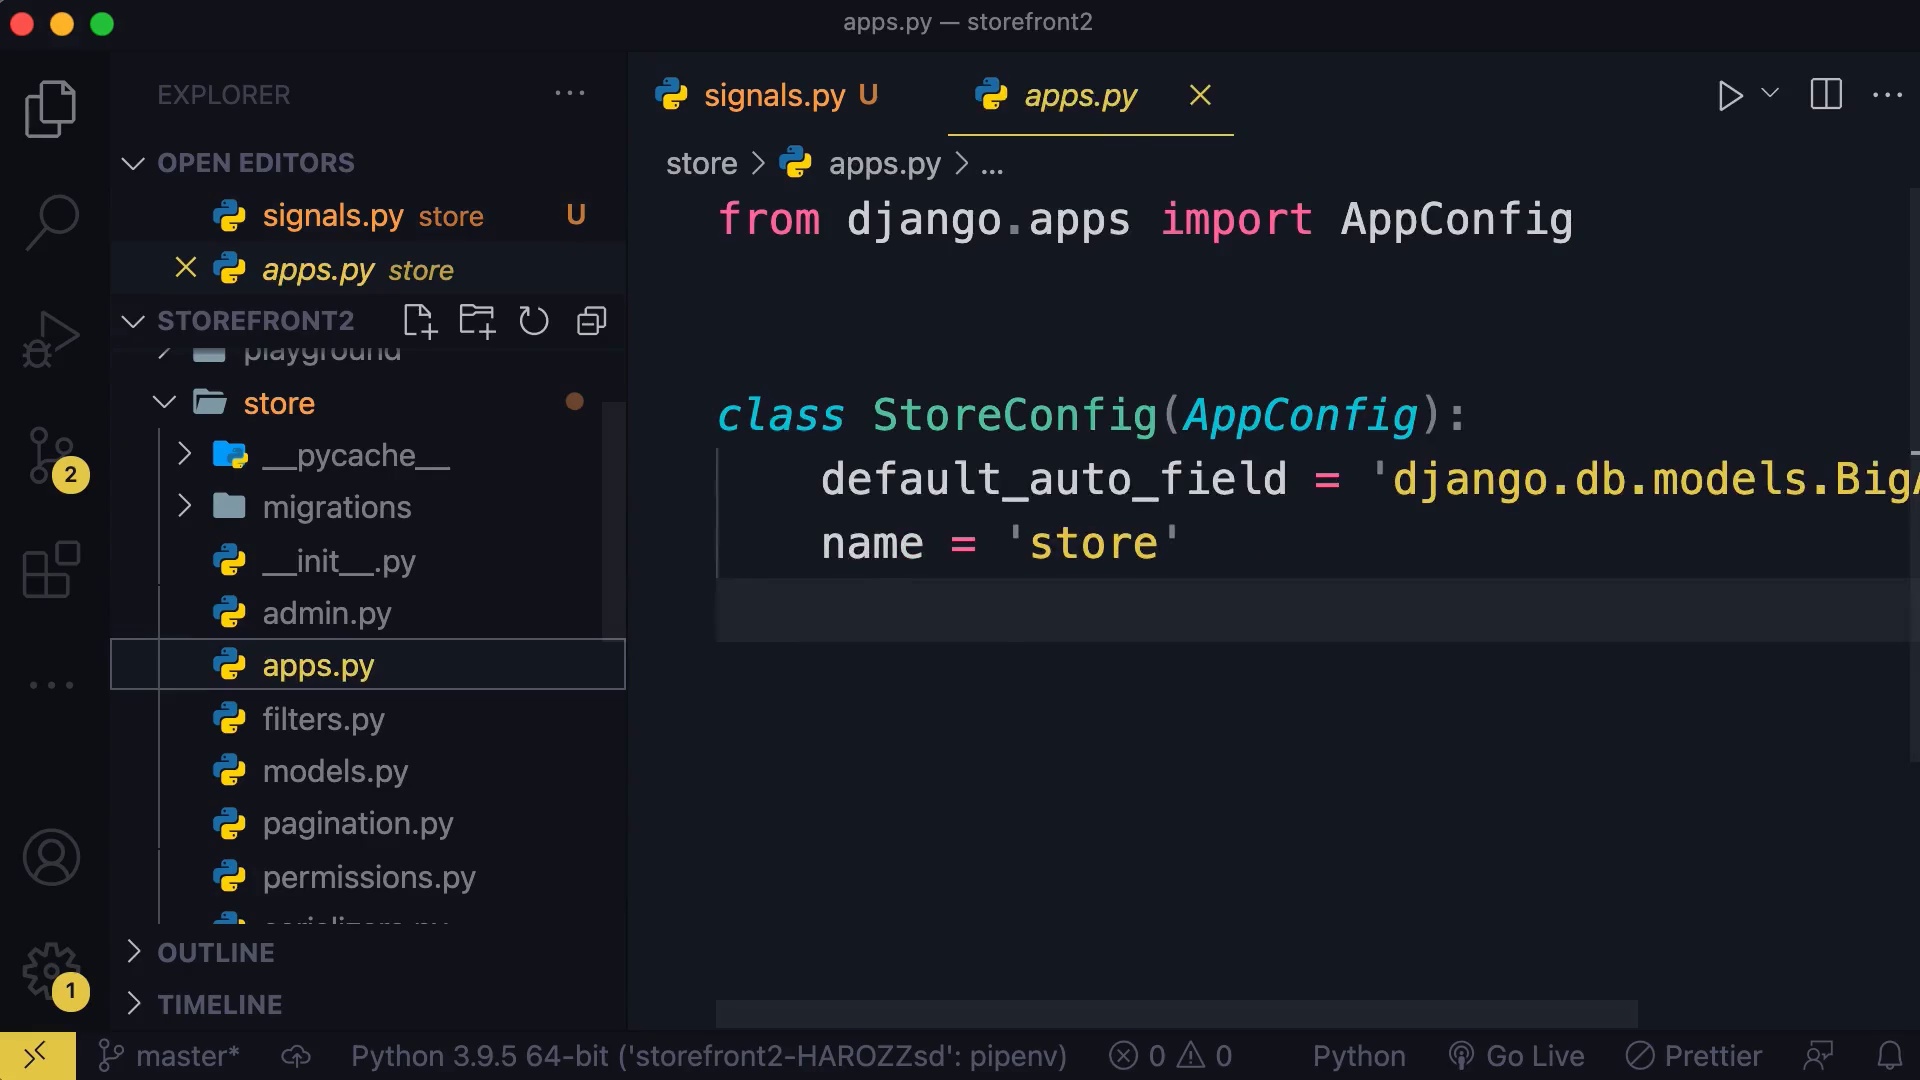 apps.py — storefront2
EXPLORER
OPEN EDITORS
signals.py store U
apps.py store
STOREFRONT2
playground
store
__pycache__
migrations
__init__.py
admin.py
apps.py
filters.py
models.py
pagination.py
permissions.py
OUTLINE
TIMELINE
2
1
signals.py U
apps.py
store > apps.py > ...
from django.apps import AppConfig
class StoreConfig(AppConfig):
default_auto_field = 'django.db.models.Big
name = 'store'
master*
Python 3.9.5 64-bit ('storefront2-HAROZZsd': pipenv)
0 0
Python
Go Live
Prettier